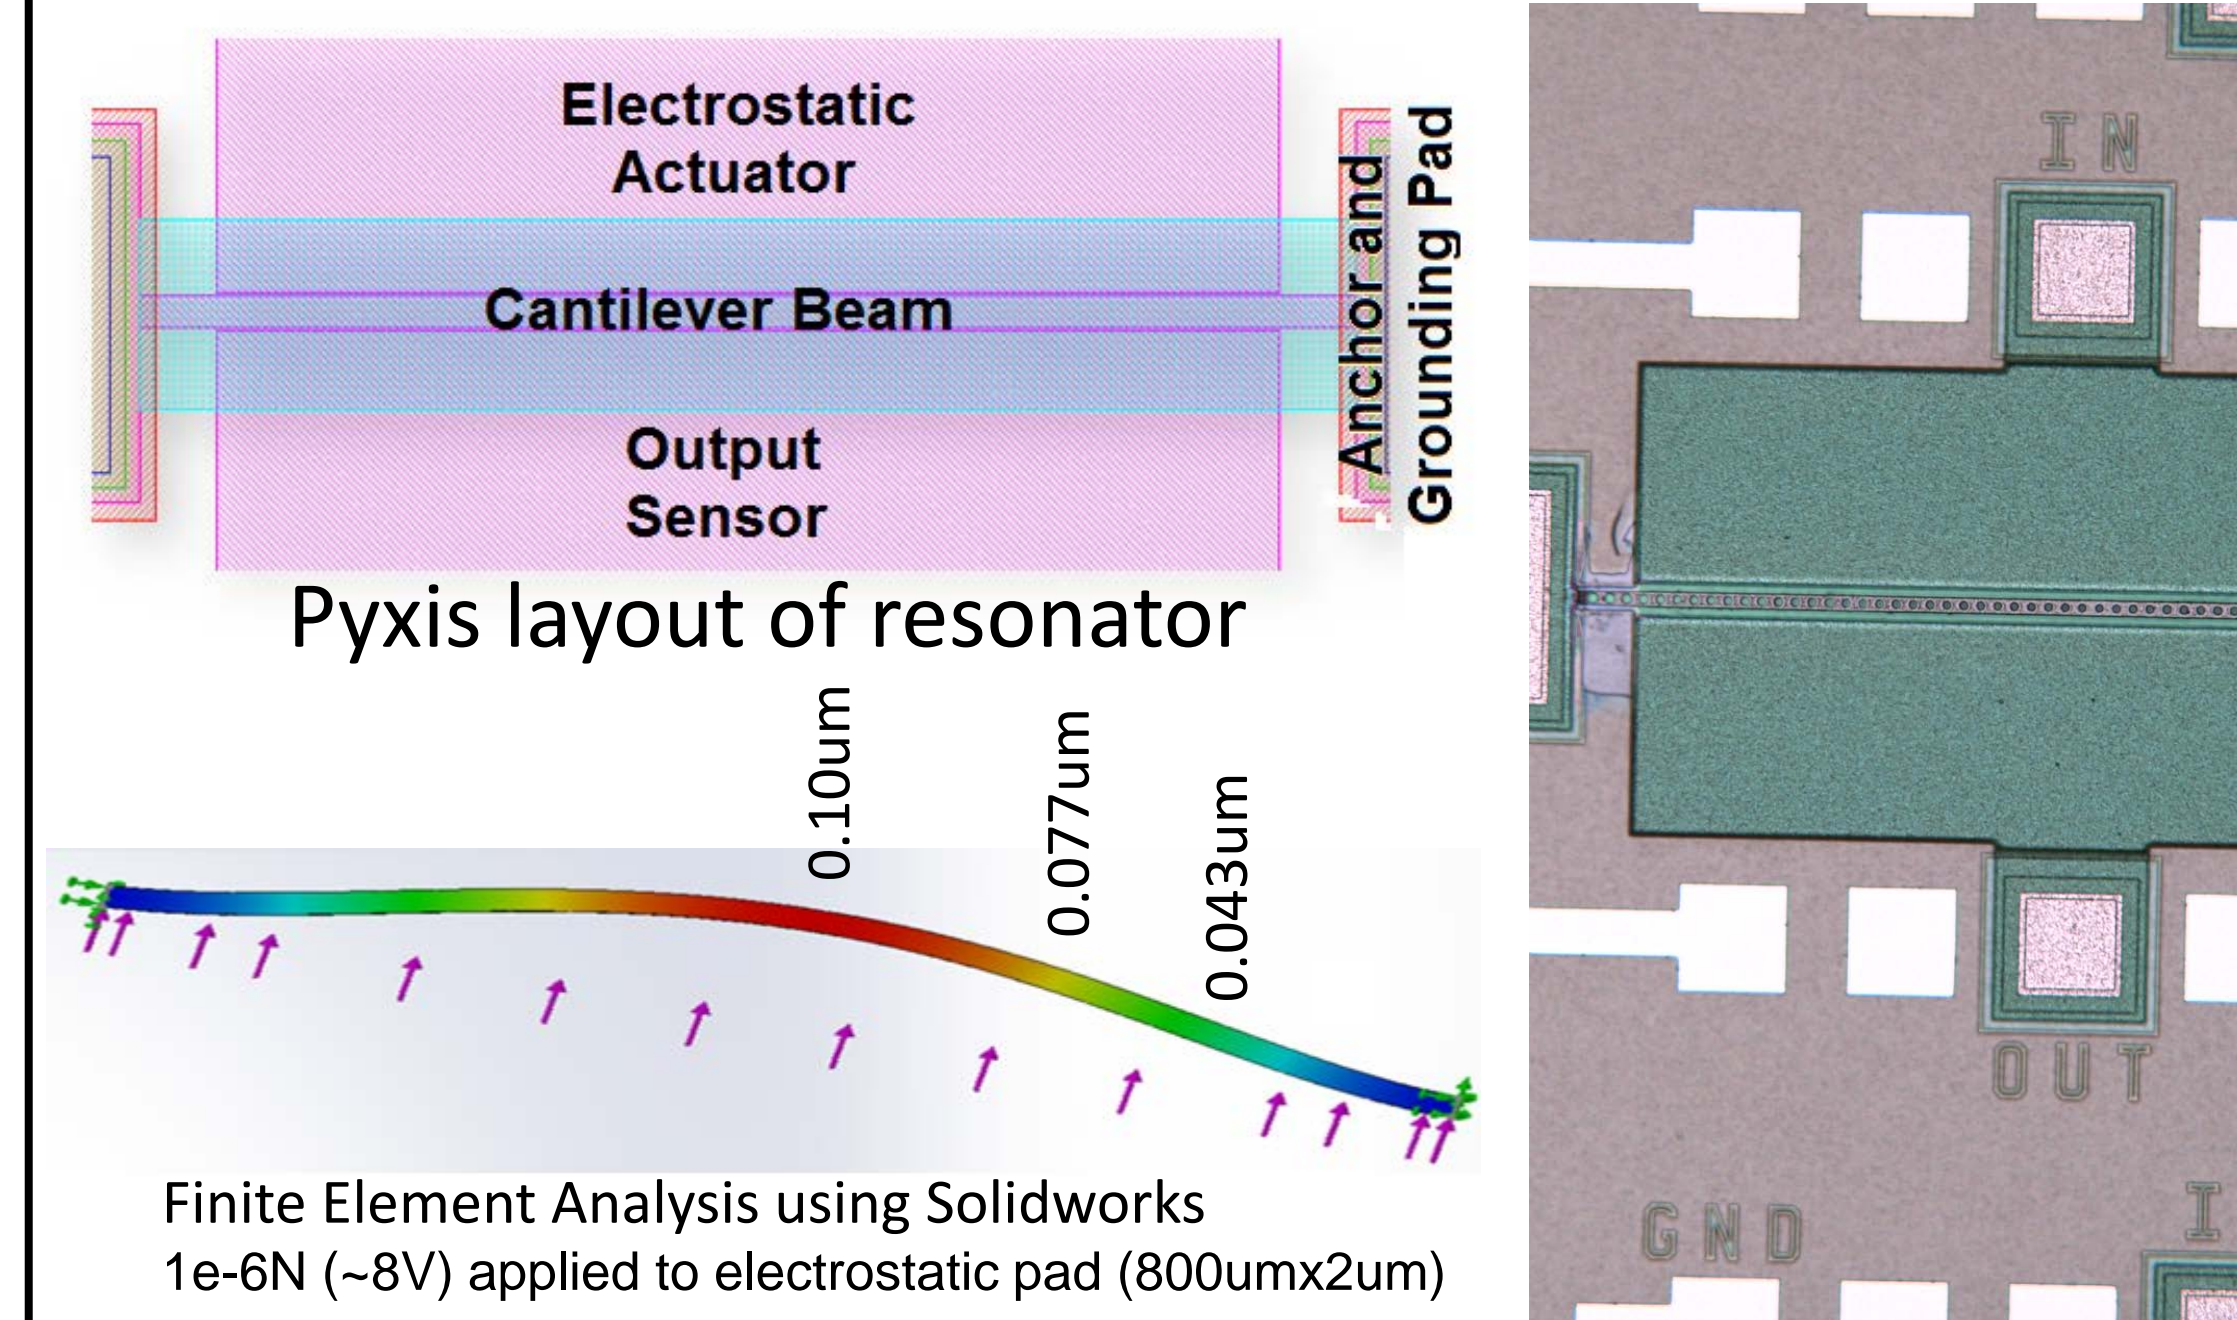 Electrostatic
Actuator
Cantilever Beam
Output
Sensor
Anchor and
Grounding Pad
Pyxis layout of resonator
0.10um
0.077um
0.043um
Finite Element Analysis using Solidworks
1e-6N (~8V) applied to electrostatic pad (800umx2um)
IN
OUT
GND
I